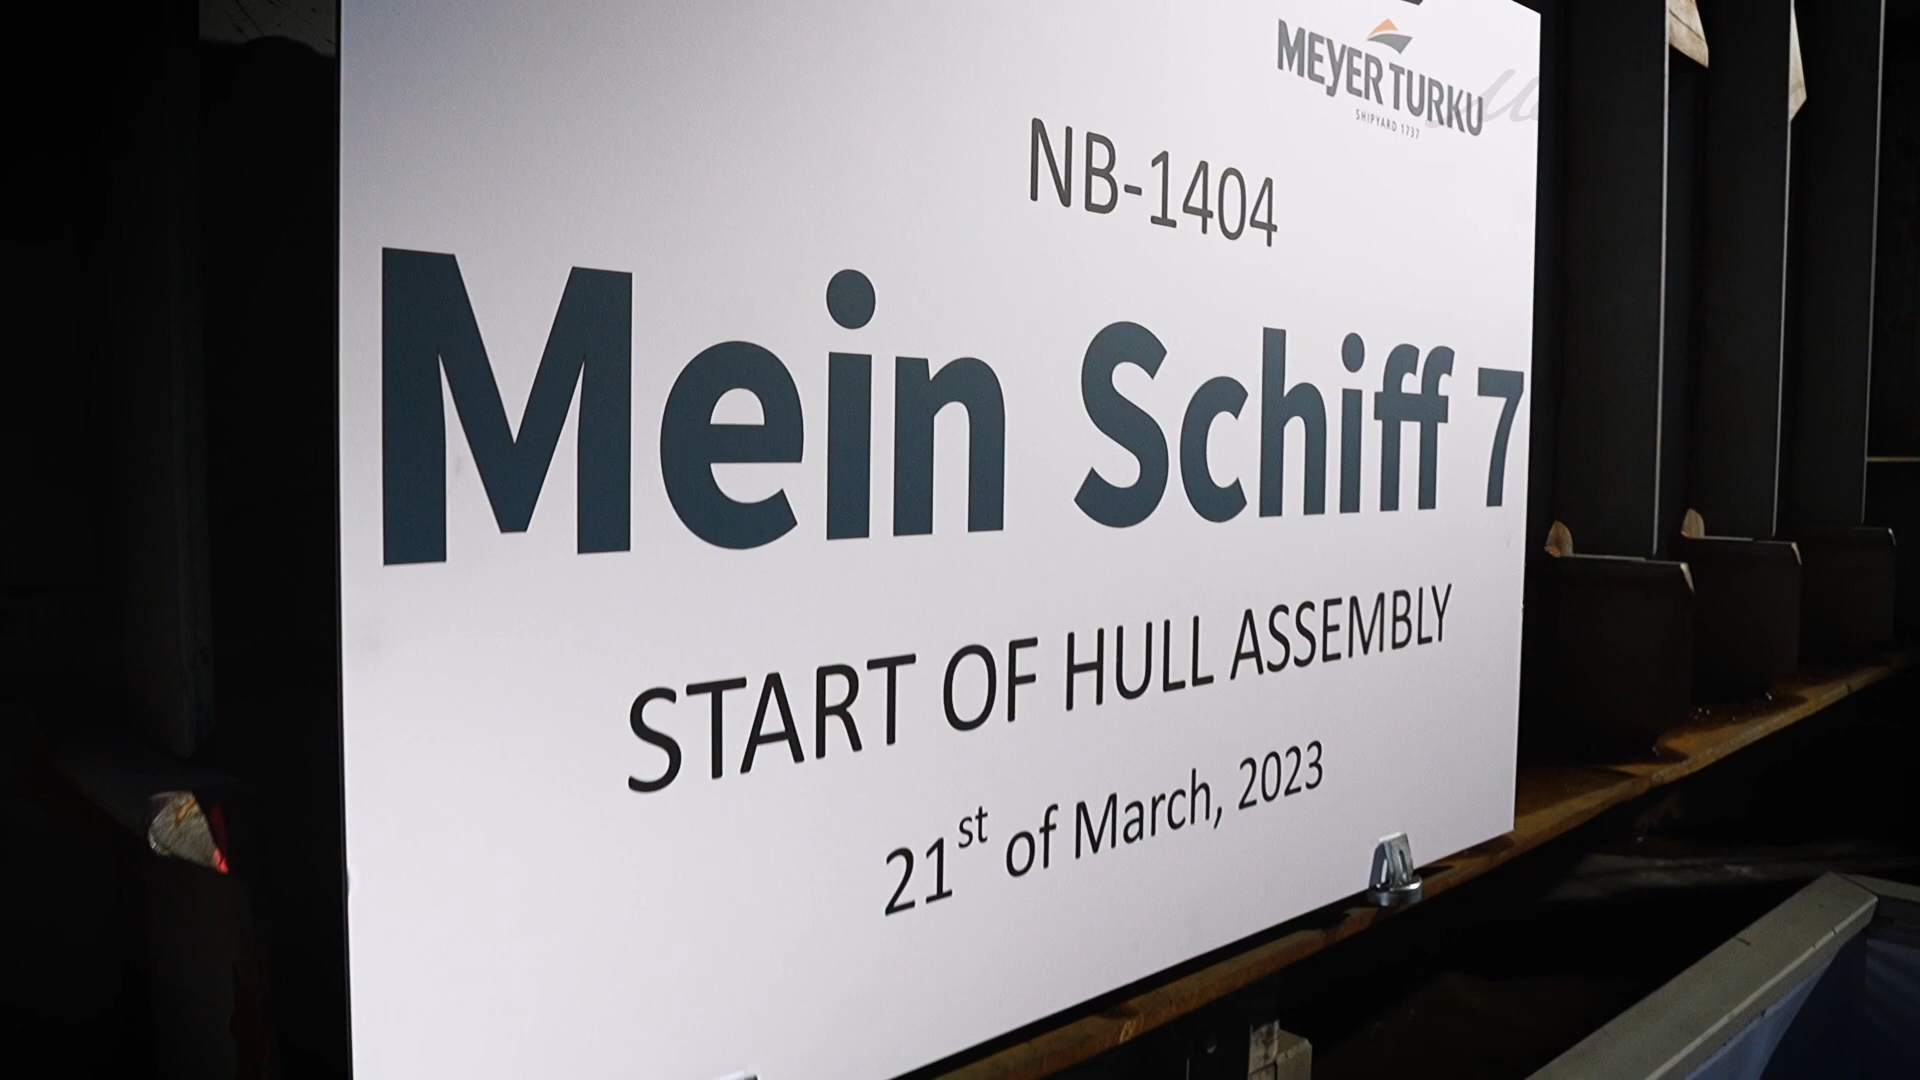 MEYER TURKU
SHIPYARD 1737
NB-1404
Mein Schiff 7
START OF HULL ASSEMBLY
21st of March, 2023